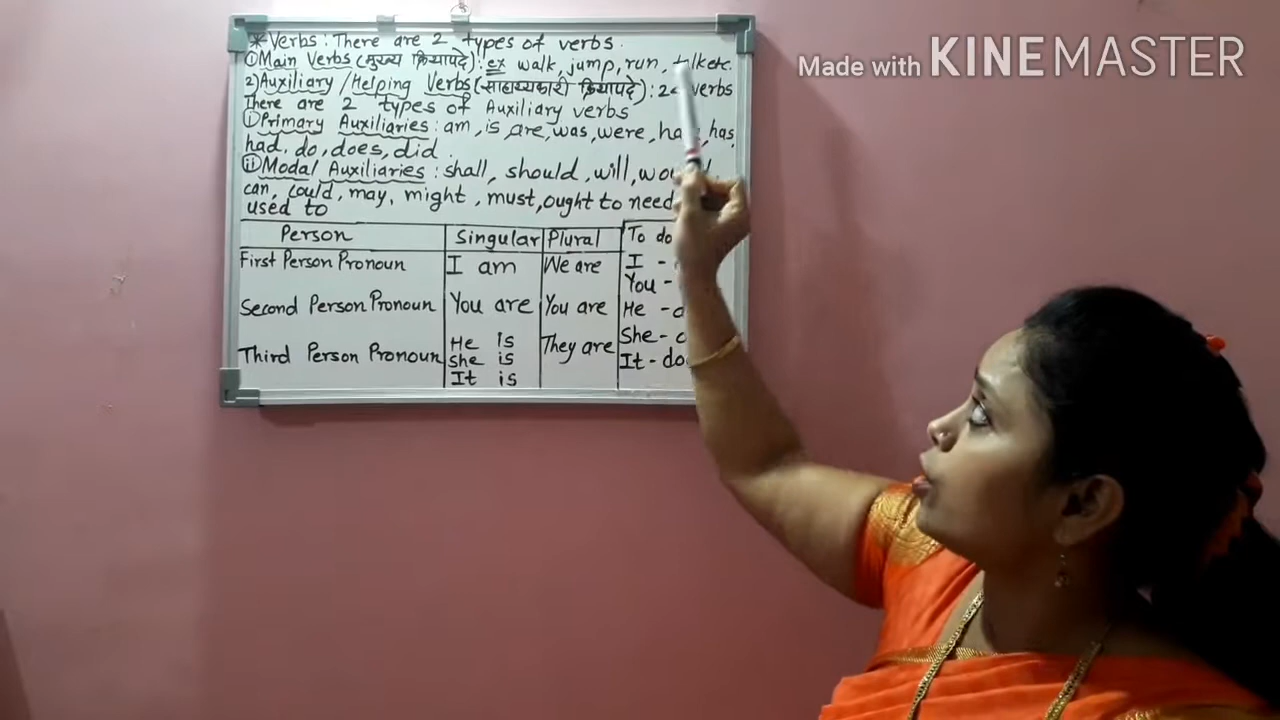 Made with KINEMASTER
* Verbs: There are 2 types of verbs.
① Main Verbs (मुख्य क्रियापदे): ex walk, jump, run, talk etc.
2) Auxiliary / Helping Verbs (साहाय्यकारी क्रियापदे): verbs
There are 2 types of Auxiliary verbs
ⓘ Primary Auxiliaries: am, is, are, was, were, has,
had, do, does, did.
ⓘⓘ Modal Auxiliaries: shall, should, will,
can, could, may, might, must, ought to need
used to
Person Singular Plural To do
First Person Pronoun I am We are I -
You -
Second Person Pronoun You are You are He -
Third Person Pronoun He is They are She -
She is It -
It is